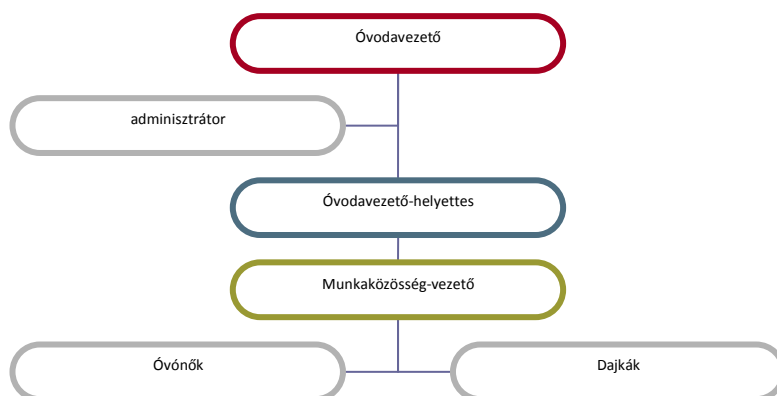 Óvodavezető
adminisztrátor
Óvodavezető-helyettes
Munkaközösség-vezető
Óvónők
Dajkák